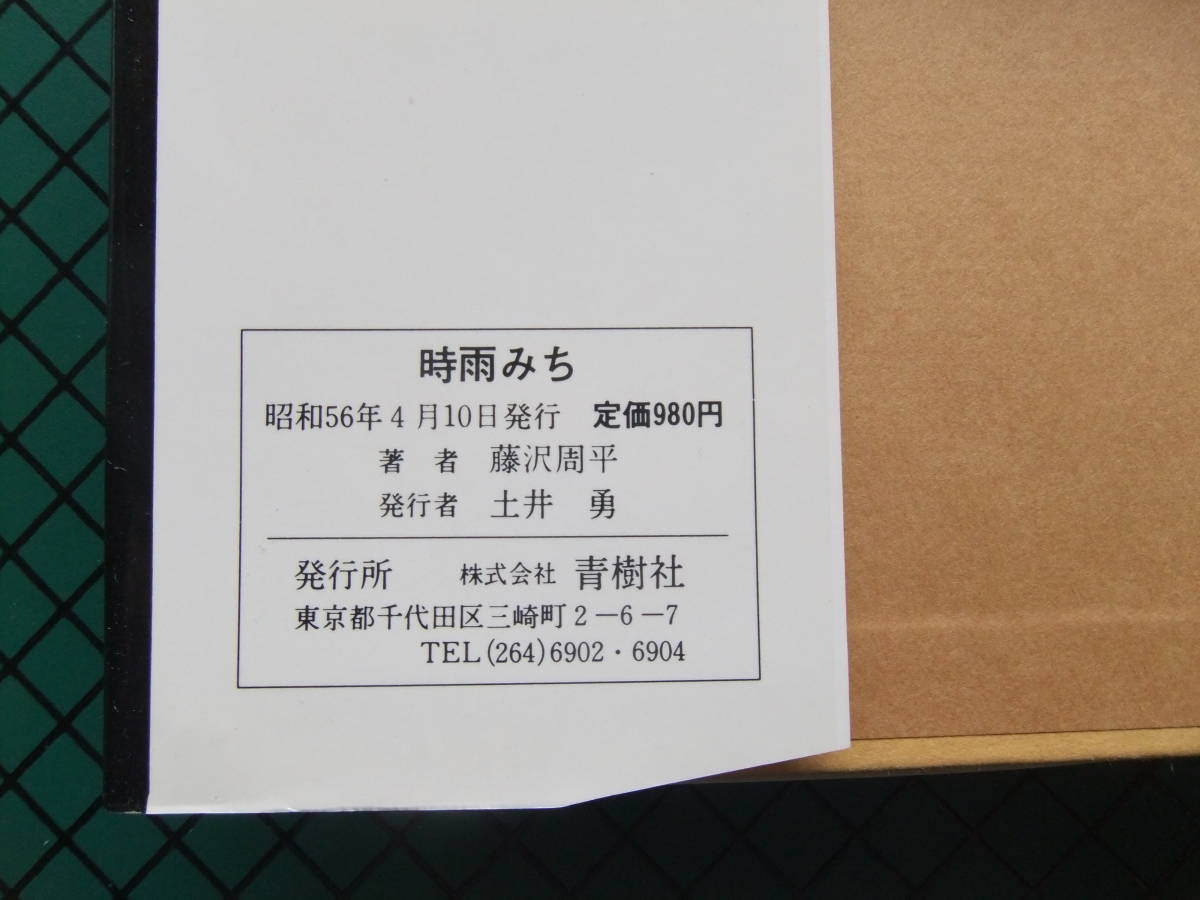 時雨みち
昭和56年4月10日発行 定価980円
著者 藤沢周平
発行者 土井 勇
発行所 株式会社 青樹社
東京都千代田区三崎町2-6-7
TEL(264)6902・6904